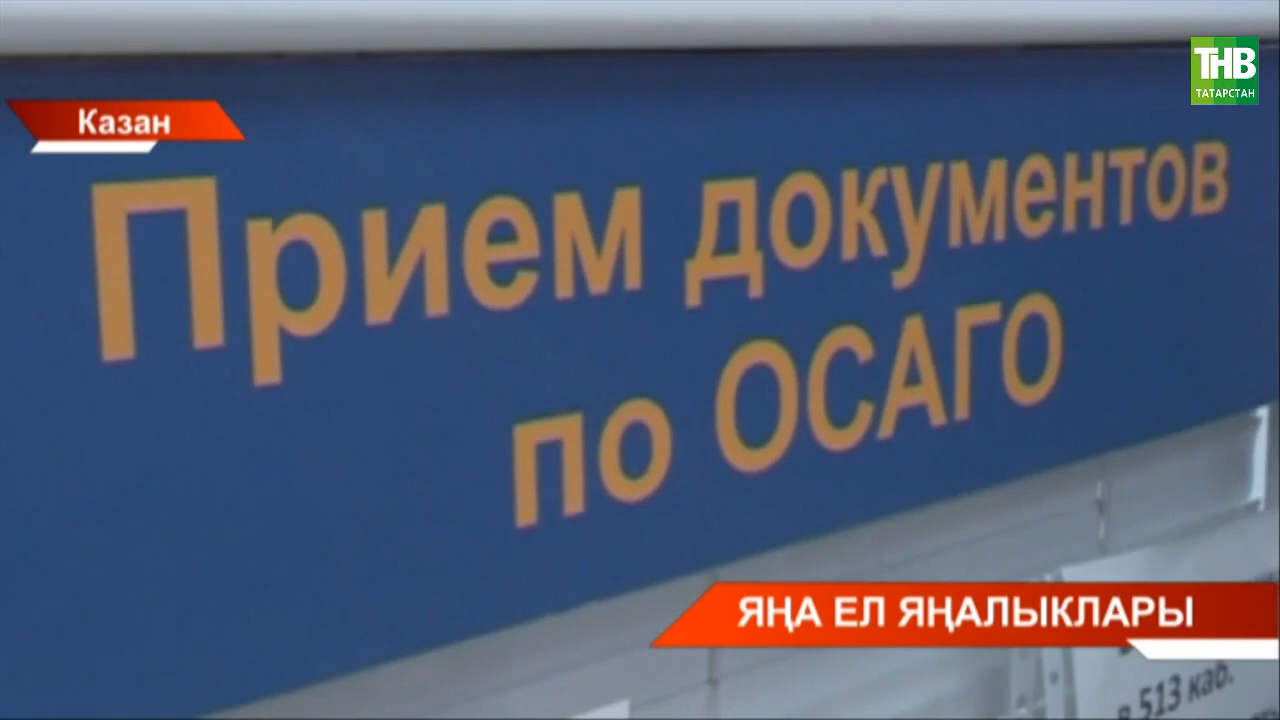 ТНВ
ТАТАРСТАН
Казан
Прием документов
по ОСАГО
ЯҢА ЕЛ ЯҢАЛЫКЛАРЫ
в 513 каб.